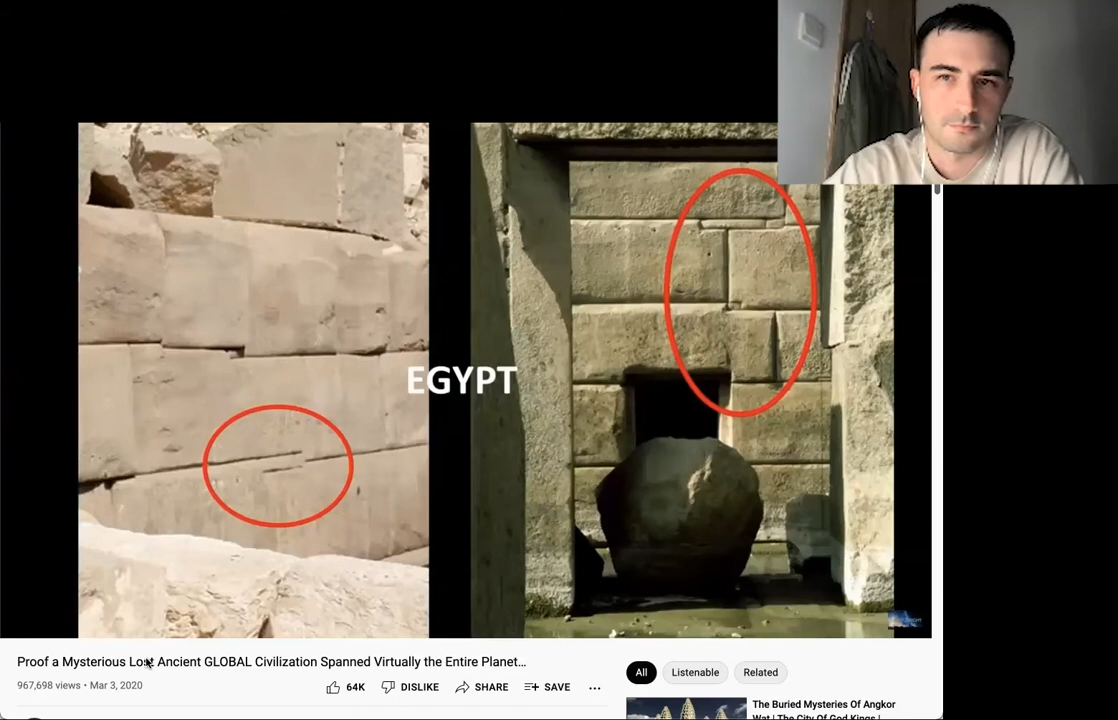 EGYPT
Proof a Mysterious Lost Ancient GLOBAL Civilization Spanned Virtually the Entire Planet…
967,698 views • Mar 3, 2020
64K
DISLIKE
SHARE
SAVE
All
Listenable
Related
The Buried Mysteries Of Angkor
Wat | The City Of God Kings |